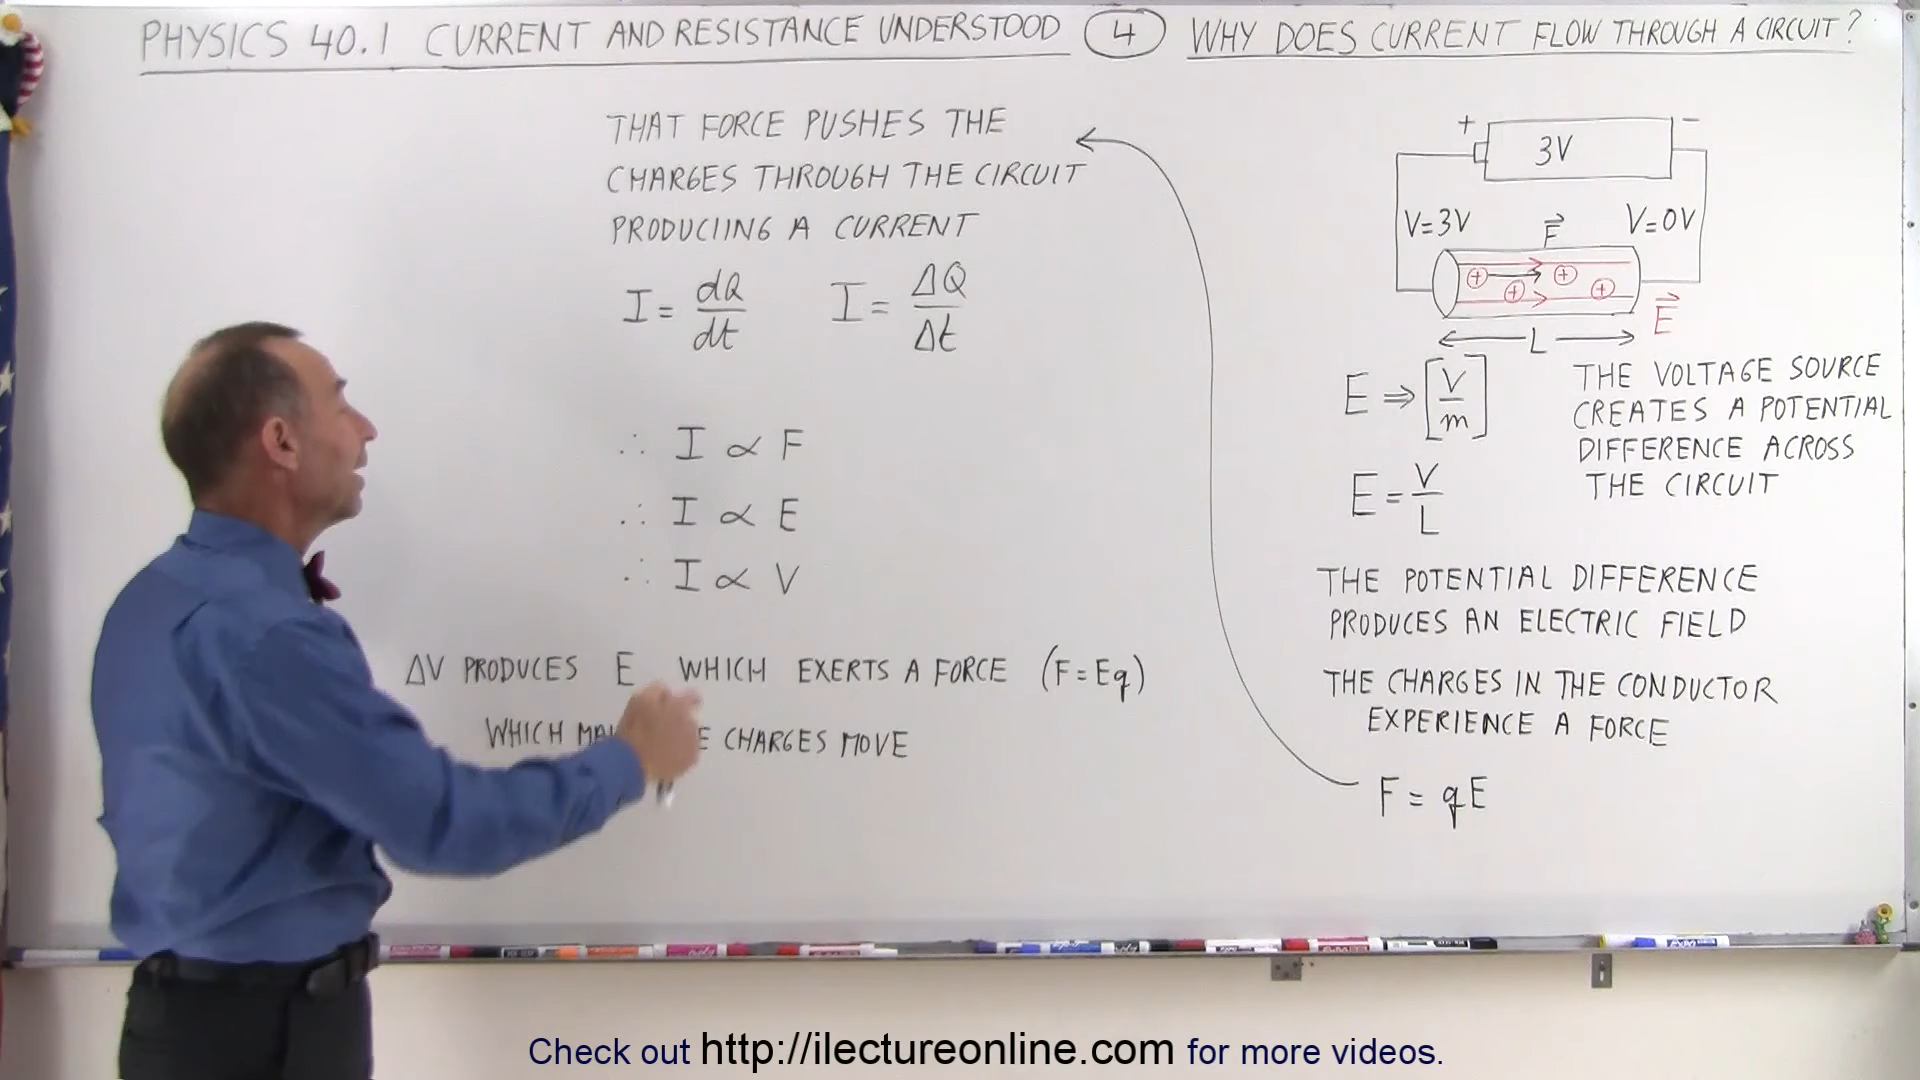 PHYSICS 40.1 CURRENT AND RESISTANCE UNDERSTOOD 4 WHY DOES CURRENT FLOW THROUGH A CIRCUIT?
THAT FORCE PUSHES THE
CHARGES THROUGH THE CIRCUIT
PRODUCIING A CURRENT
I = dQ/dt I = ΔQ/Δt
∴ I ∝ F
∴ I ∝ E
∴ I ∝ V
ΔV PRODUCES E WHICH EXERTS A FORCE (F=Eq)
WHICH CHARGES MOVE
+ −
3V
V=3V F⃗ V=0V
+ + + +
E⃗
L
E ⇒ [V/m]
THE VOLTAGE SOURCE
CREATES A POTENTIAL
DIFFERENCE ACROSS
THE CIRCUIT
E = V/L
THE POTENTIAL DIFFERENCE
PRODUCES AN ELECTRIC FIELD
THE CHARGES IN THE CONDUCTOR
EXPERIENCE A FORCE
F = qE
Check out http://ilectureonline.com for more videos.